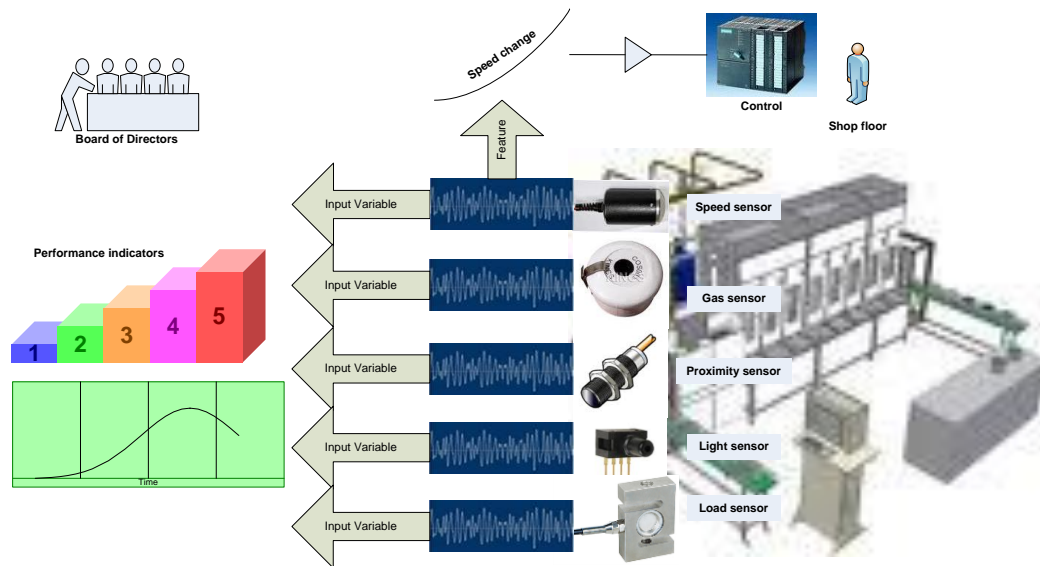 Speed change
Control
Shop floor
Board of Directors
Feature
Input Variable
Speed sensor
Performance indicators
1
2
3
4
5
Input Variable
Gas sensor
Input Variable
Proximity sensor
Input Variable
Light sensor
Time
Input Variable
Load sensor